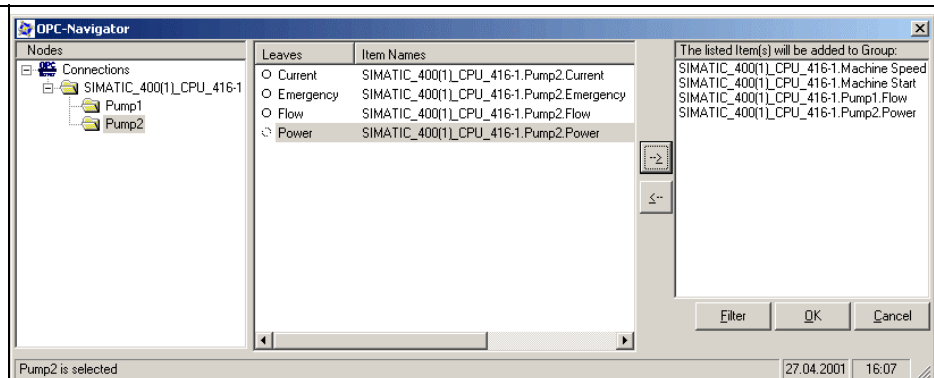 OPC-Navigator
Nodes
Connections
SIMATIC_400(1)_CPU_416-1
Pump1
Pump2
Leaves Item Names
Current SIMATIC_400(1)_CPU_416-1.Pump2.Current
Emergency SIMATIC_400(1)_CPU_416-1.Pump2.Emergency
Flow SIMATIC_400(1)_CPU_416-1.Pump2.Flow
Power SIMATIC_400(1)_CPU_416-1.Pump2.Power
-->
<--
The listed Item(s) will be added to Group:
SIMATIC_400(1)_CPU_416-1.Machine Speed
SIMATIC_400(1)_CPU_416-1.Machine Start
SIMATIC_400(1)_CPU_416-1.Pump1.Flow
SIMATIC_400(1)_CPU_416-1.Pump2.Power
Filter OK Cancel
Pump2 is selected 27.04.2001 16:07